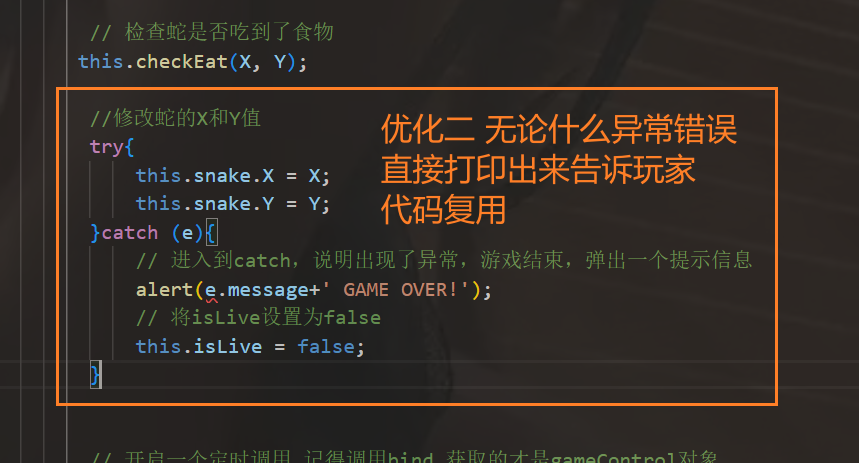 // 检查蛇是否吃到了食物
this.checkEat(X, Y);
//修改蛇的X和Y值
try{
this.snake.X = X;
this.snake.Y = Y;
}catch (e){
// 进入到catch，说明出现了异常，游戏结束，弹出一个提示信息
alert(e.message+' GAME OVER!');
// 将isLive设置为false
this.isLive = false;
}
优化二 无论什么异常错误
直接打印出来告诉玩家
代码复用
// 开启一个定时调用 记得调用bind 获取的才是gameControl对象